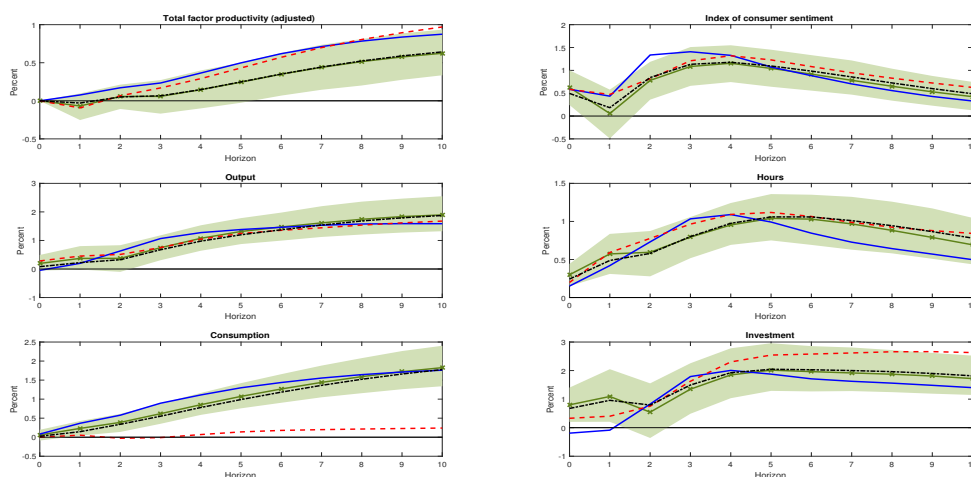 Total factor productivity (adjusted)
1
0.5
0
-0.5
Percent
0 1 2 3 4 5 6 7 8 9 10
Horizon
Index of consumer sentiment
2
1.5
1
0.5
0
-0.5
Percent
0 1 2 3 4 5 6 7 8 9 1
Horizon
Output
3
2
1
0
-1
Percent
0 1 2 3 4 5 6 7 8 9 10
Horizon
Hours
1.5
1
0.5
0
Percent
0 1 2 3 4 5 6 7 8 9 1
Horizon
Consumption
2.5
2
1.5
1
0.5
0
-0.5
Percent
0 1 2 3 4 5 6 7 8 9 10
Horizon
Investment
3
2
1
0
-1
Percent
0 1 2 3 4 5 6 7 8 9 1
Horizon